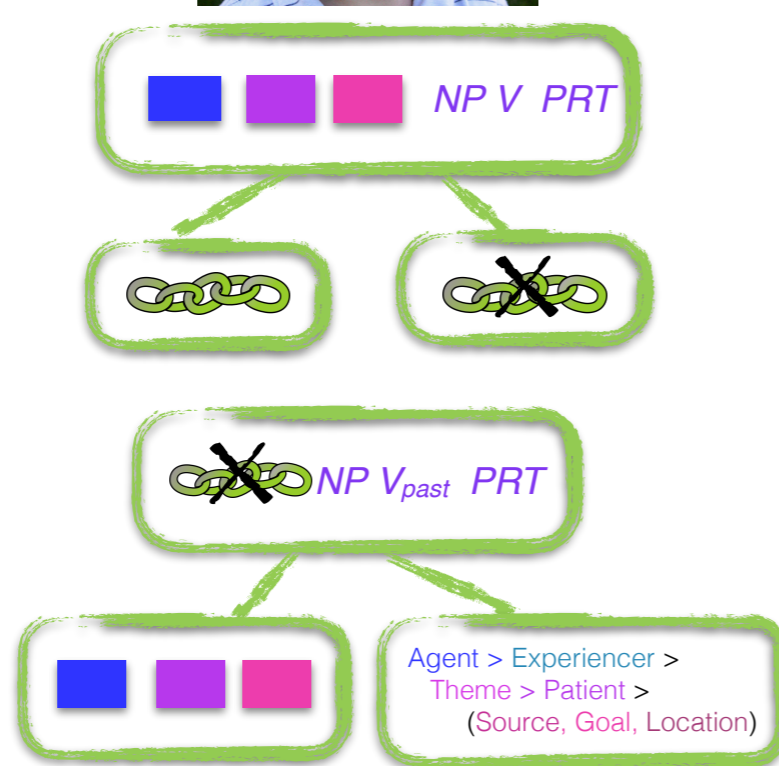 NP V PRT
NP Vpast PRT
Agent > Experiencer >
Theme > Patient >
(Source, Goal, Location)